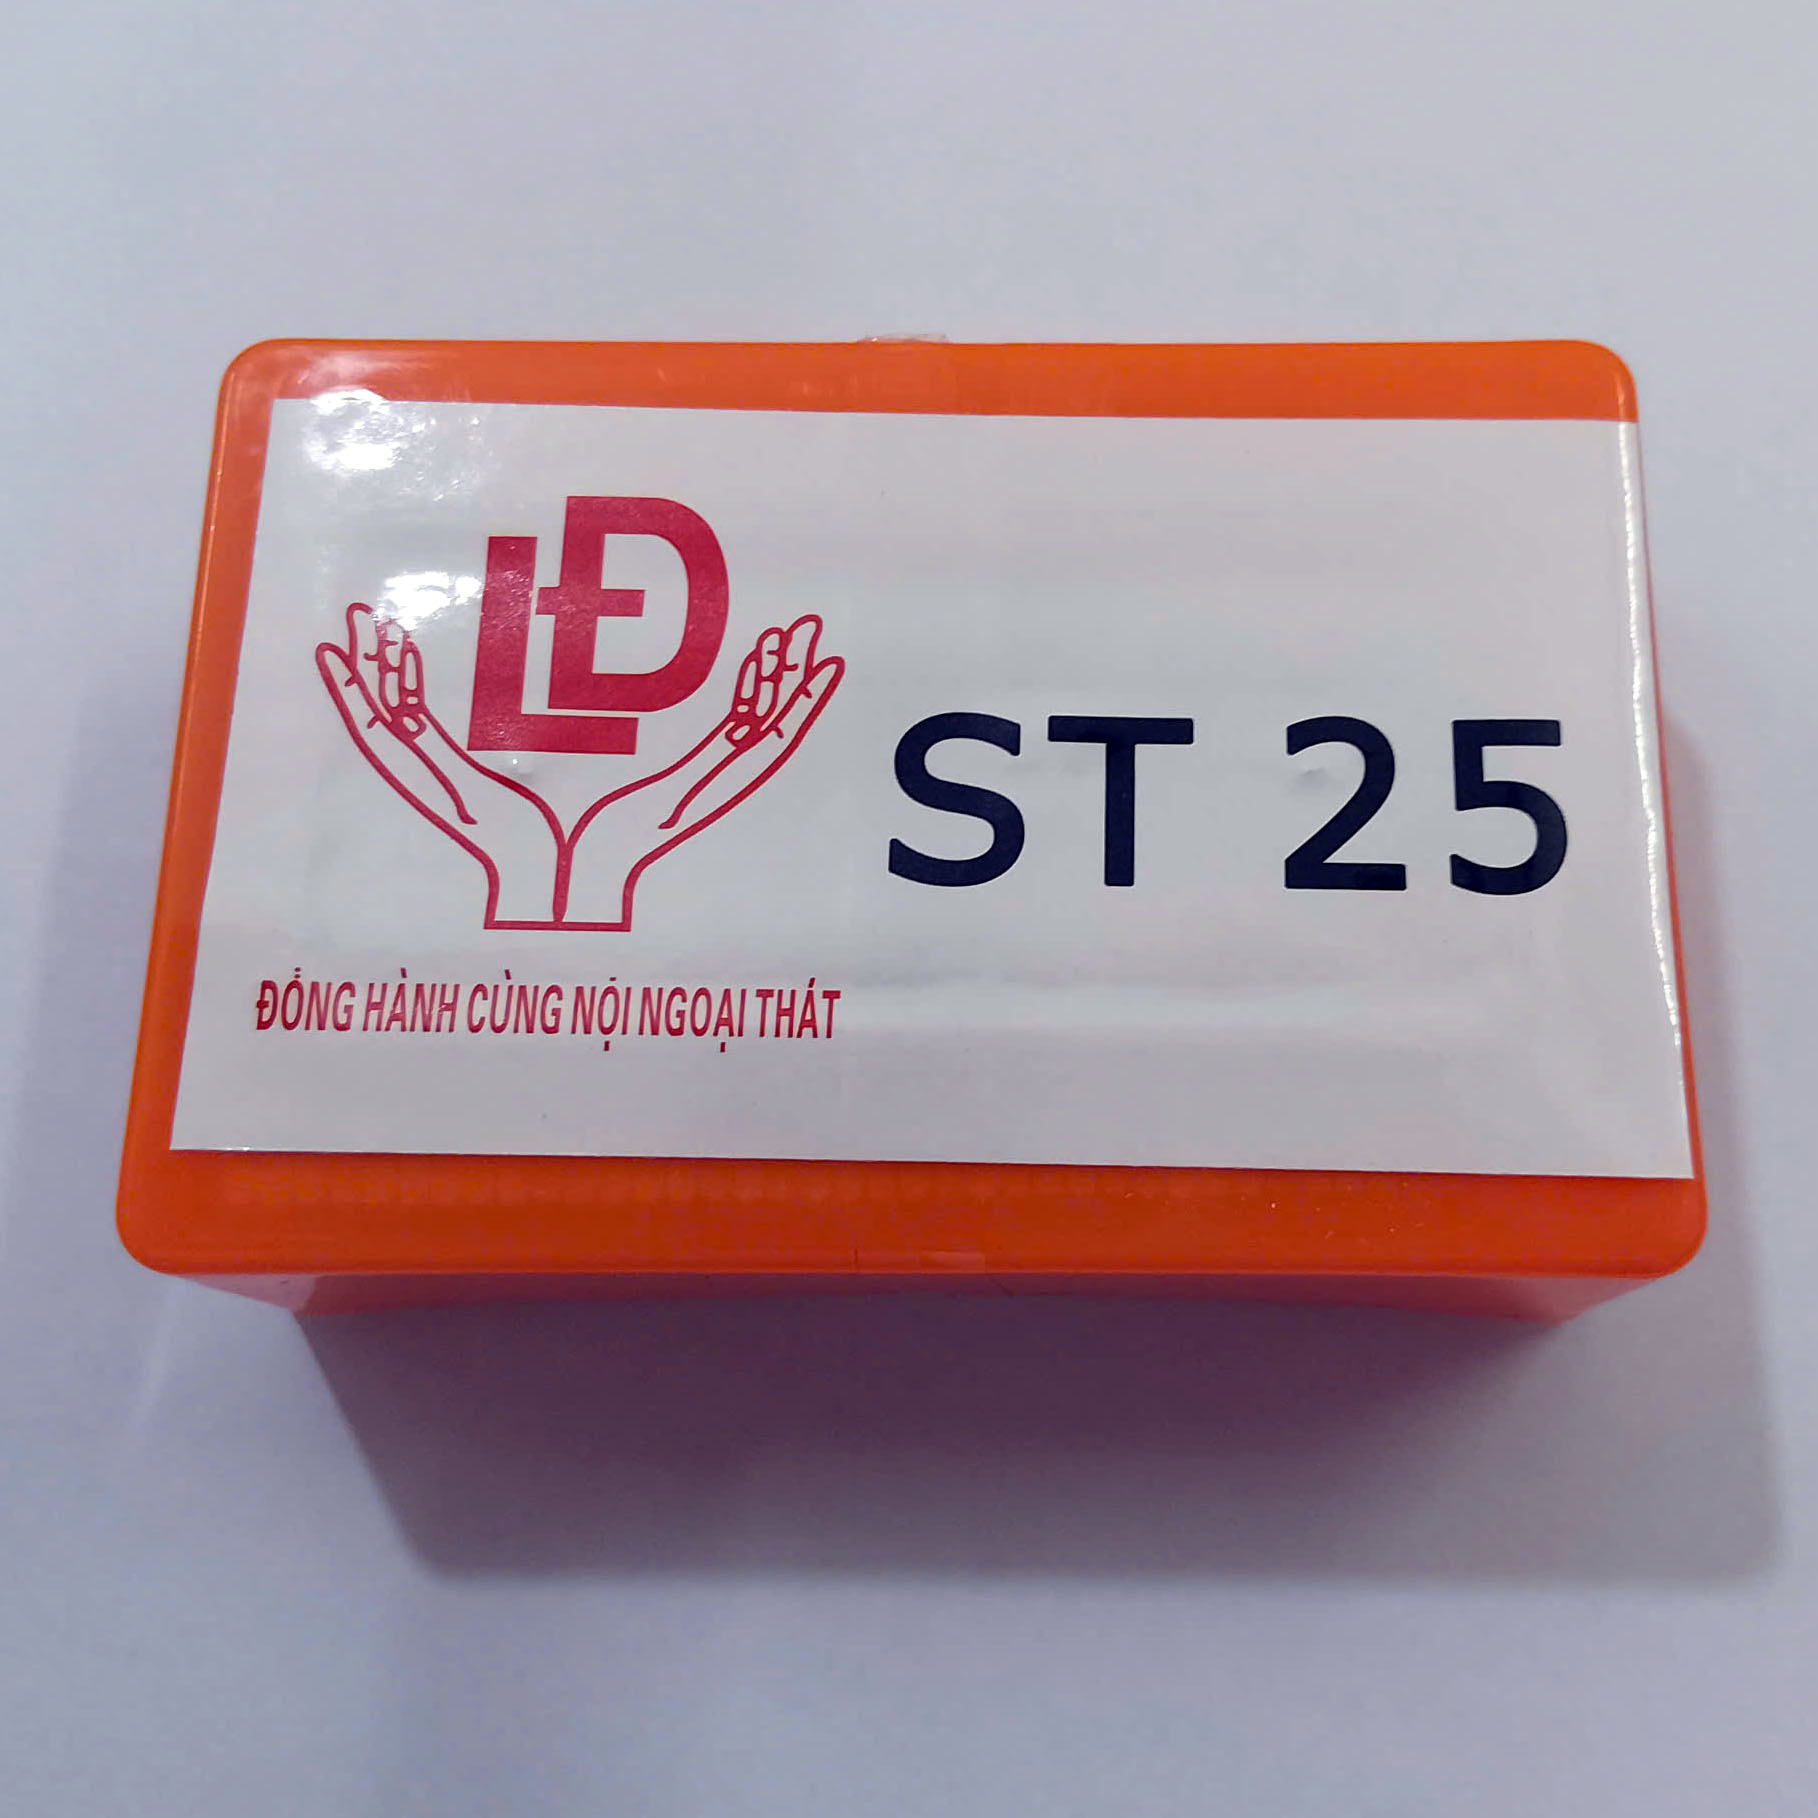 LĐ
ST 25
ĐỒNG HÀNH CÙNG NỘI NGOẠI THẤT